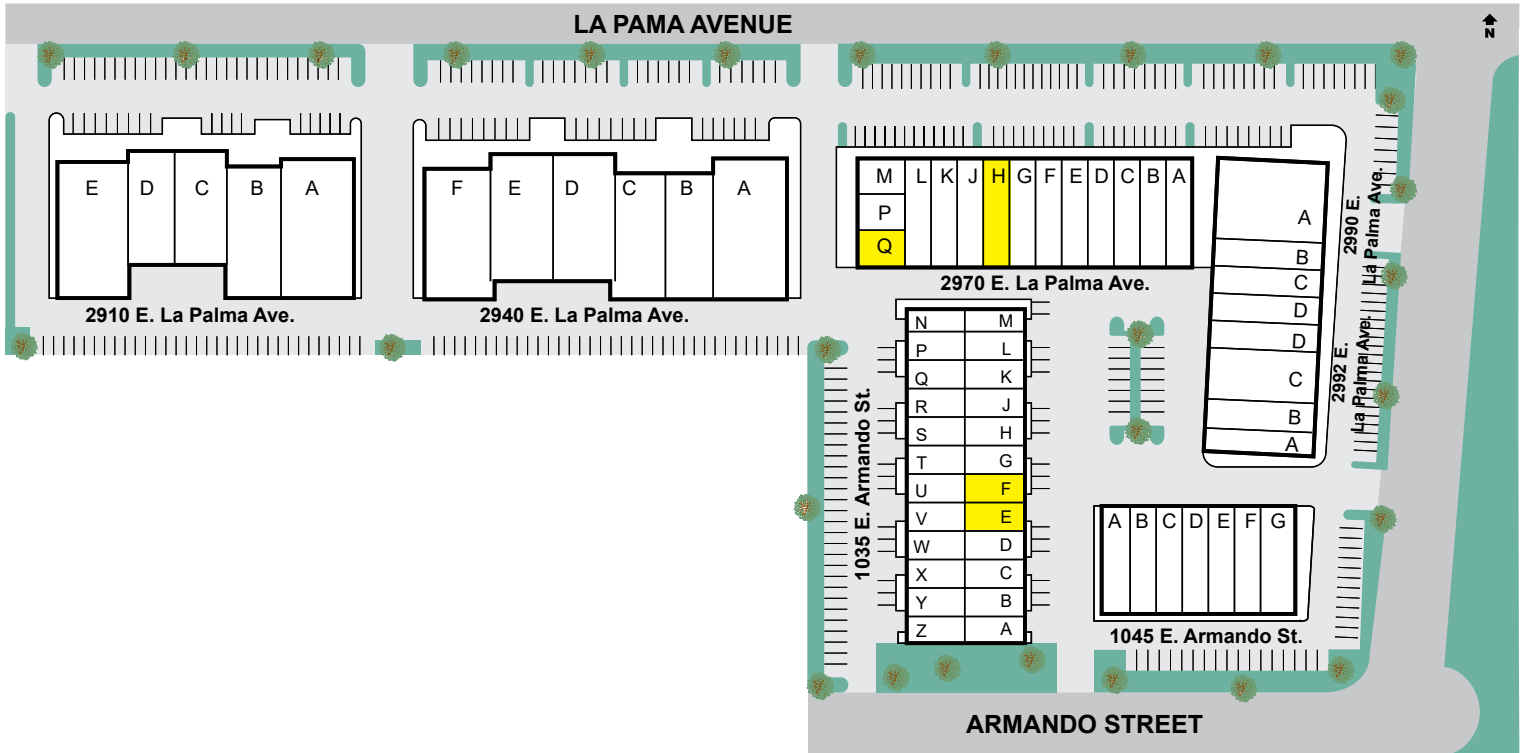 LA PAMA AVENUE
N
E D C B A
2910 E. La Palma Ave.
F E D C B A
2940 E. La Palma Ave.
M L K J H G F E D C B A
P
Q
2970 E. La Palma Ave.
A
B
C
D
2990 E.
La Palma Ave.
D
C
B
A
2992 E.
La Palma Ave.
N M
P L
Q K
R J
S H
T G
U F
V E
W D
X C
Y B
Z A
1035 E. Armando St.
A B C D E F G
1045 E. Armando St.
ARMANDO STREET